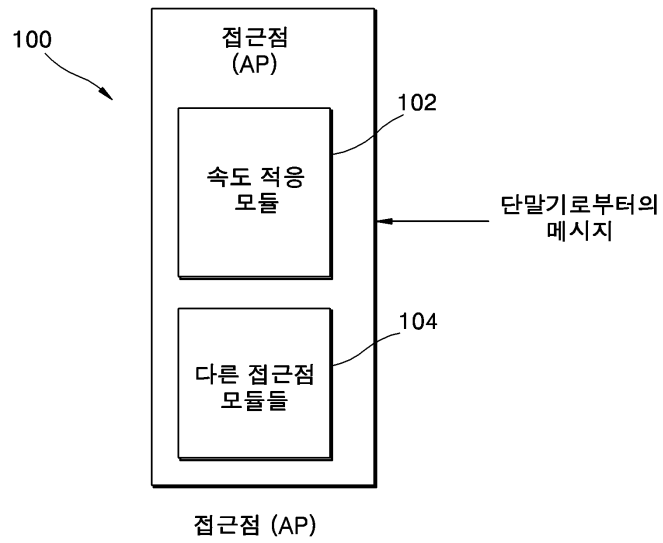 100
접근점
(AP)
102
속도 적응
모듈
단말기로부터의
메시지
104
다른 접근점
모듈들
접근점 (AP)